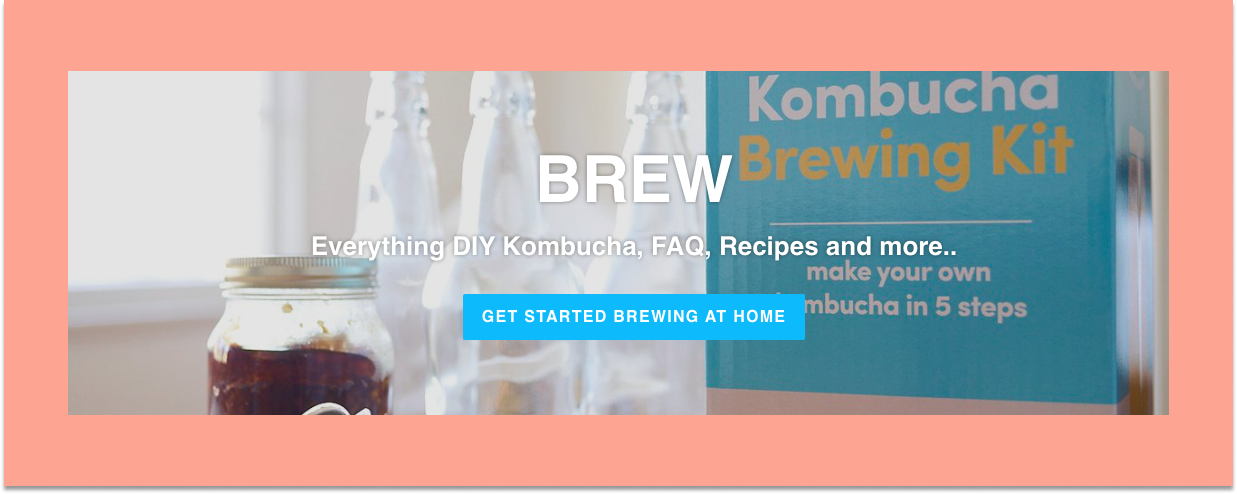 Kombucha
Brewing Kit
BREW
Everything DIY Kombucha, FAQ, Recipes and more..
make your own
mbucha in 5 steps
GET STARTED BREWING AT HOME